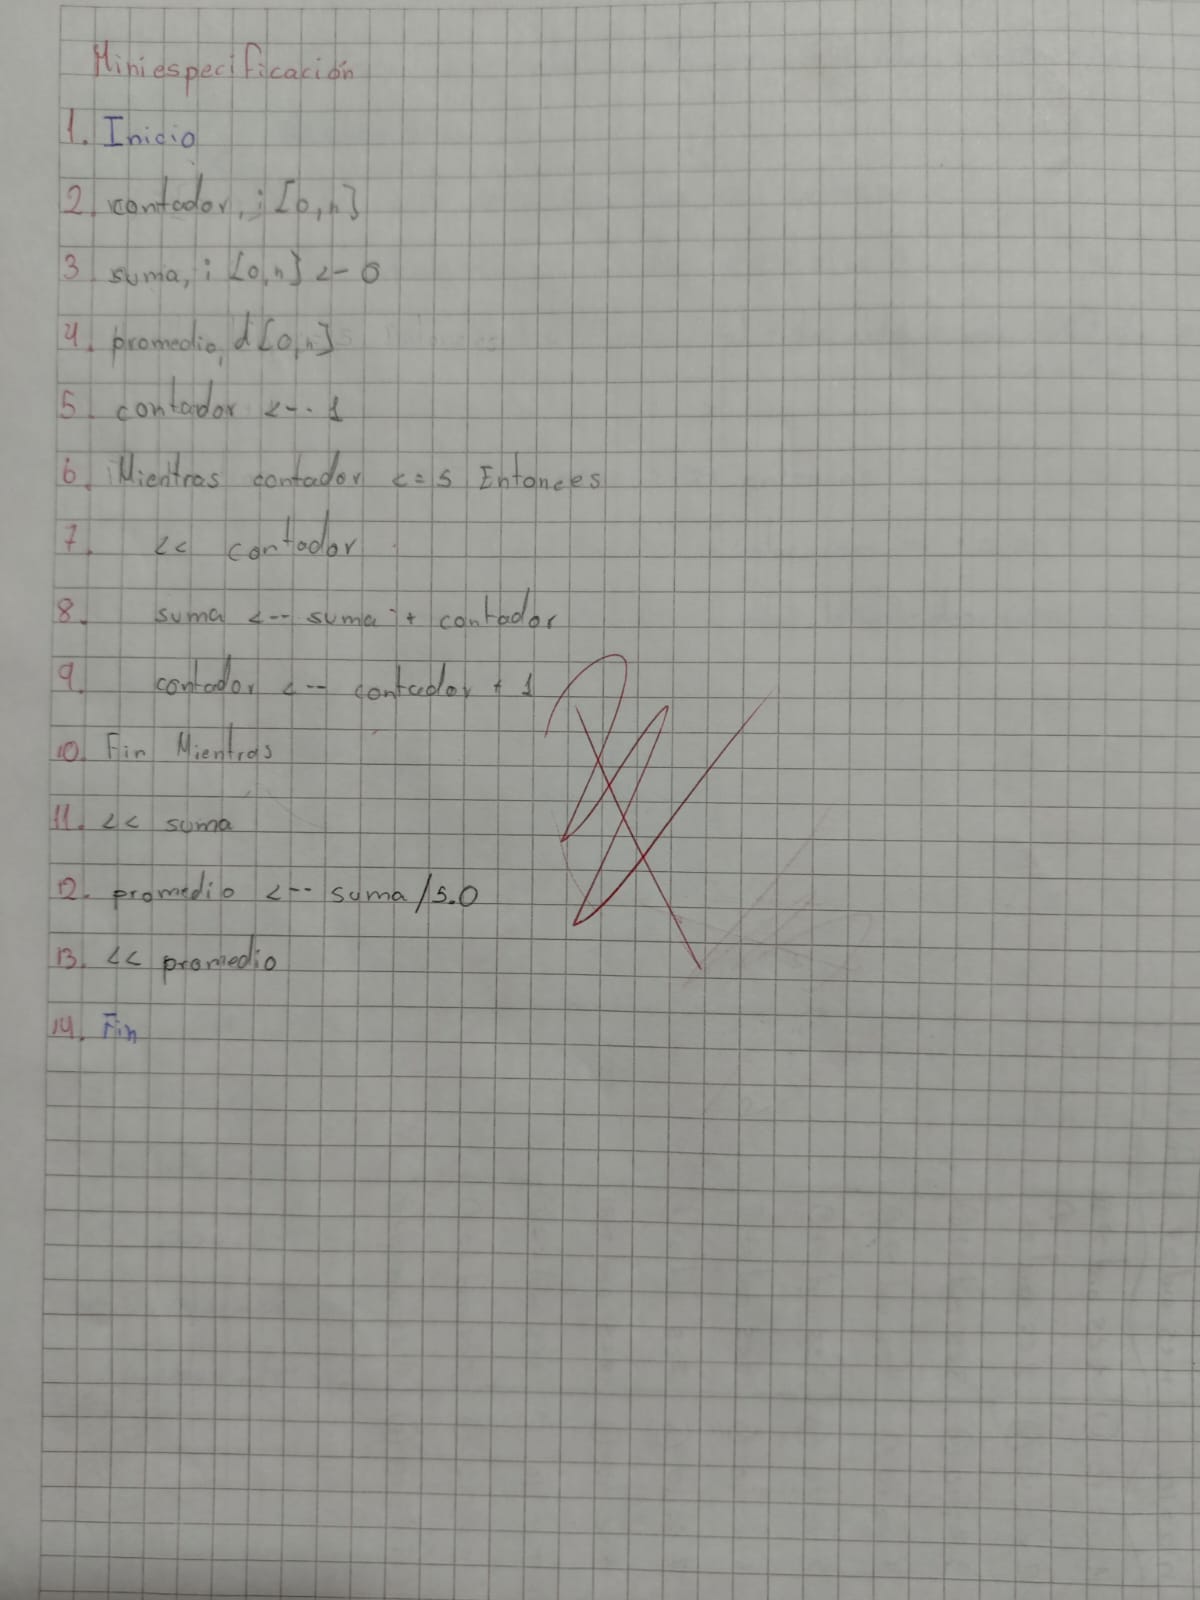 Miniespecificación
1. Inicio
2. contador, i [0,n]
3. suma, i [0,n] <-- 0
4. promedio, d [0,n]
5. contador <-- 1
6. Mientras contador <= 5 Entonces
7. << contador
8. suma <-- suma + contador
9. contador <-- contador + 1
10. Fin Mientras
11. << suma
12. promedio <-- suma /5.0
13. << promedio
14. Fin